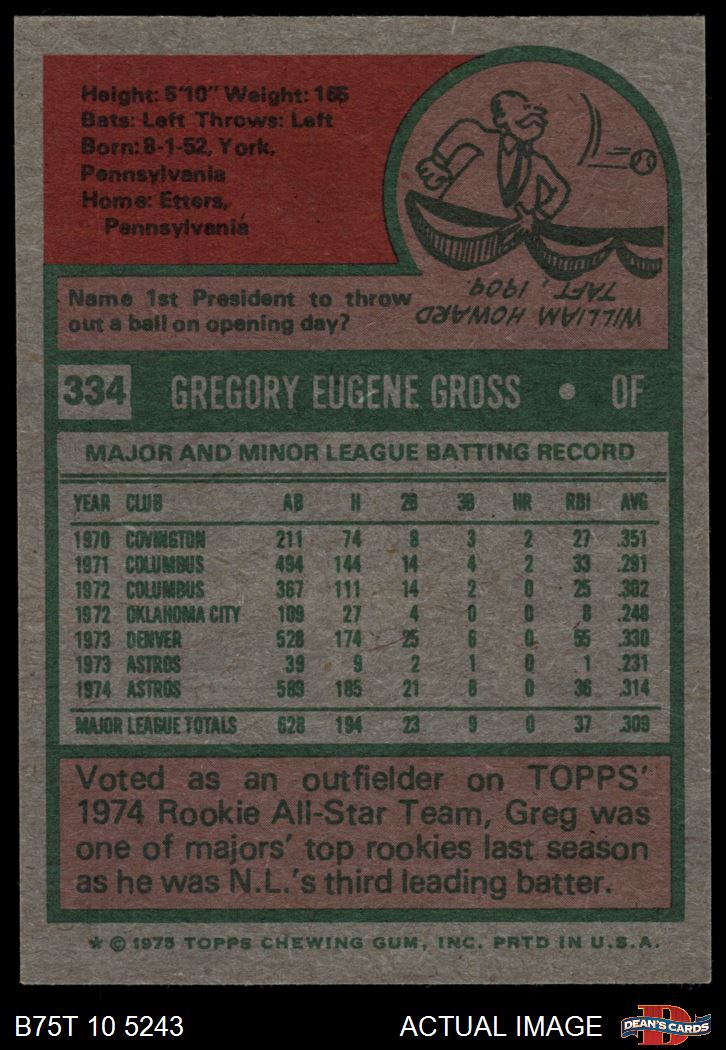 Height: 5'10" Weight: 165
Bats: Left Throws: Left
Born: 8-1-52, York,
Pennsylvania
Home: Etters,
Pennsylvania
Name 1st President to throw
out a ball on opening day?
WILLIAM HOWARD
TAFT, 1909.
334 GREGORY EUGENE GROSS • OF
MAJOR AND MINOR LEAGUE BATTING RECORD
YEAR CLUB AB H 2B 3B HR RBI AVG
1970 COVINGTON 211 74 8 3 2 27 .351
1971 COLUMBUS 494 144 14 4 2 33 .291
1972 COLUMBUS 367 111 14 2 0 25 .302
1972 OKLAHOMA CITY 109 27 4 0 0 8 .248
1973 DENVER 528 174 25 6 0 55 .330
1973 ASTROS 39 9 2 1 0 1 .231
1974 ASTROS 589 185 21 8 0 36 .314
MAJOR LEAGUE TOTALS 628 194 23 9 0 37 .309
Voted as an outfielder on TOPPS'
1974 Rookie All-Star Team, Greg was
one of majors' top rookies last season
as he was N.L.'s third leading batter.
★ © 1975 TOPPS CHEWING GUM, INC. PRTD IN U.S.A.
B75T 10 5243 ACTUAL IMAGE
D
DEAN'S CARDS